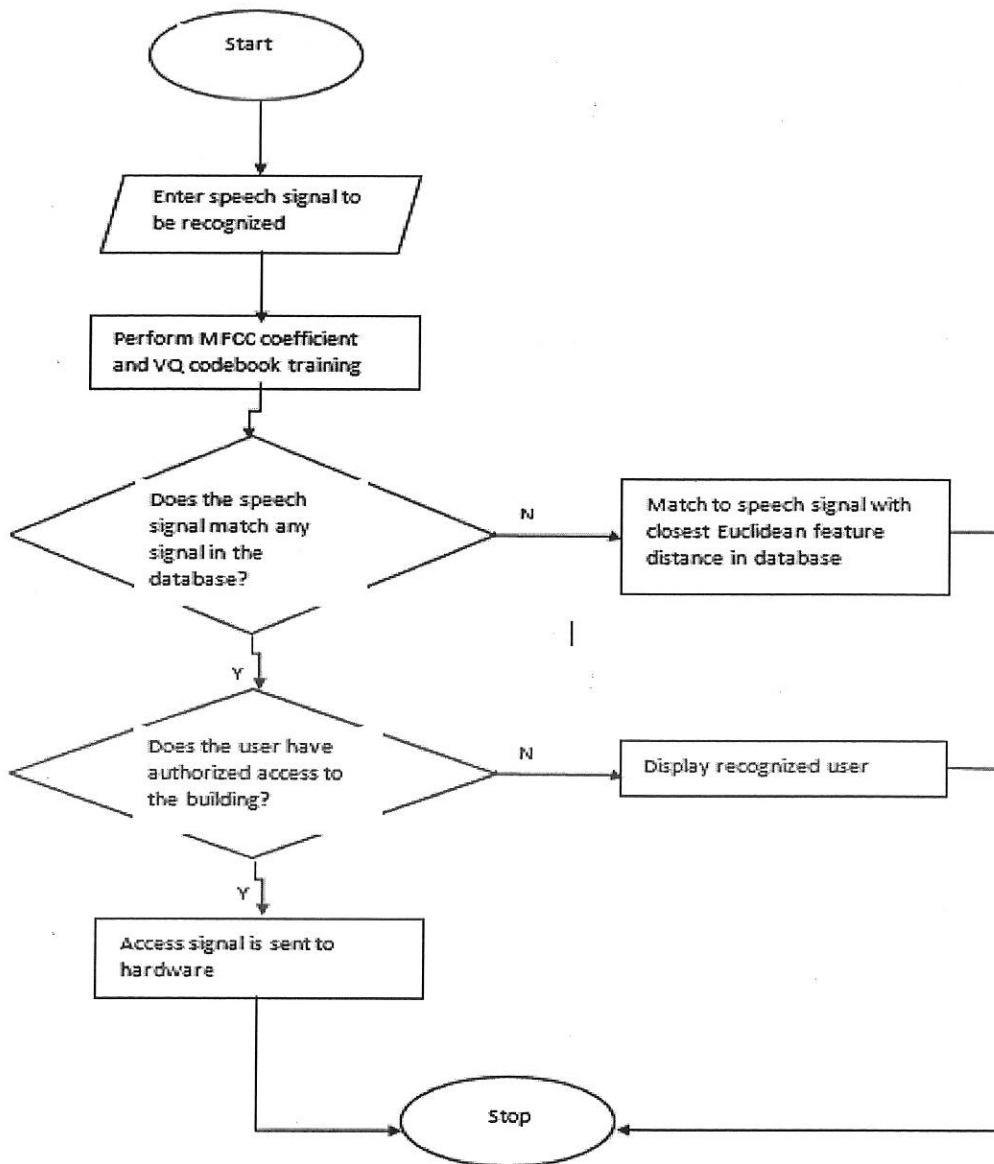 Start
Enter speech signal to
be recognized
Perform MFCC coefficient
and VQ codebook training
Does the speech
signal match any
signal in the
database?
N
Match to speech signal with
closest Euclidean feature
distance in database
Y
Does the user have
authorized access to
the building?
N
Display recognized user
Y
Access signal is sent to
hardware
Stop